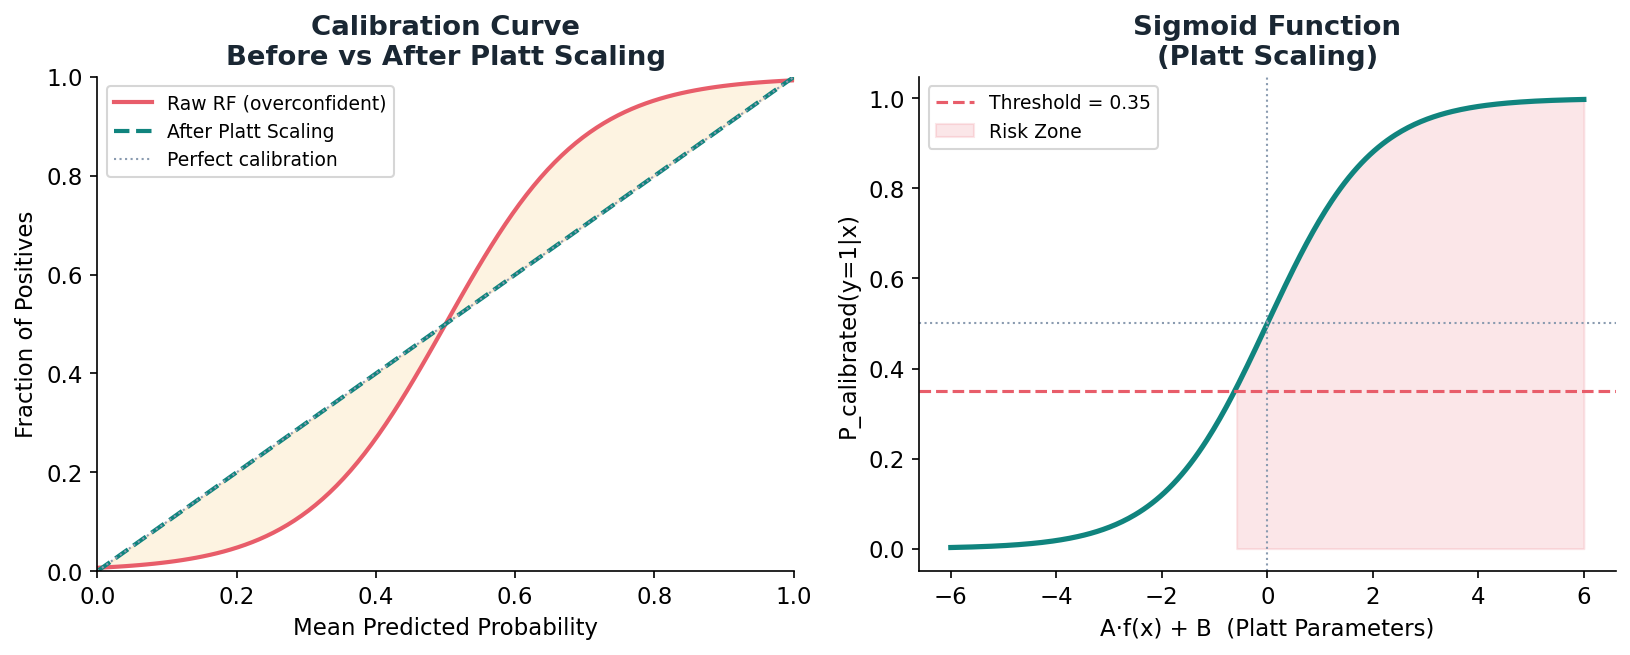 Calibration Curve
Before vs After Platt Scaling
Raw RF (overconfident)
After Platt Scaling
Perfect calibration
Fraction of Positives
1.0
0.8
0.6
0.4
0.2
0.0
0.0 0.2 0.4 0.6 0.8 1.0
Mean Predicted Probability
Sigmoid Function
(Platt Scaling)
Threshold = 0.35
Risk Zone
P_calibrated(y=1|x)
1.0
0.8
0.6
0.4
0.2
0.0
−6 −4 −2 0 2 4 6
A·f(x) + B (Platt Parameters)